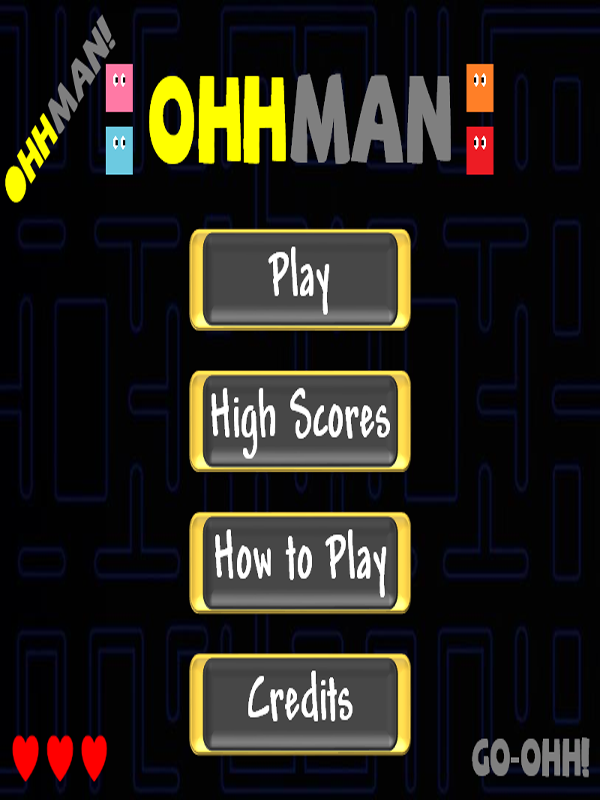 OHHMAN!
OHHMAN
Play
High Scores
How to Play
Credits
GO-OHH!